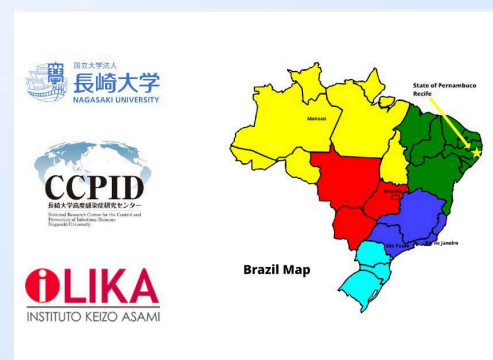 国立大学法人
長崎大学
NAGASAKI UNIVERSITY
CCPID
長崎大学高度感染症研究センター
National Research Center for the Control and
Prevention of Infectious Diseases
Nagasaki University
LIKA
INSTITUTO KEIZO ASAMI
State of Pernambuco
Recife
Manaus
Brasília
São Paulo
Rio de Janeiro
Brazil Map